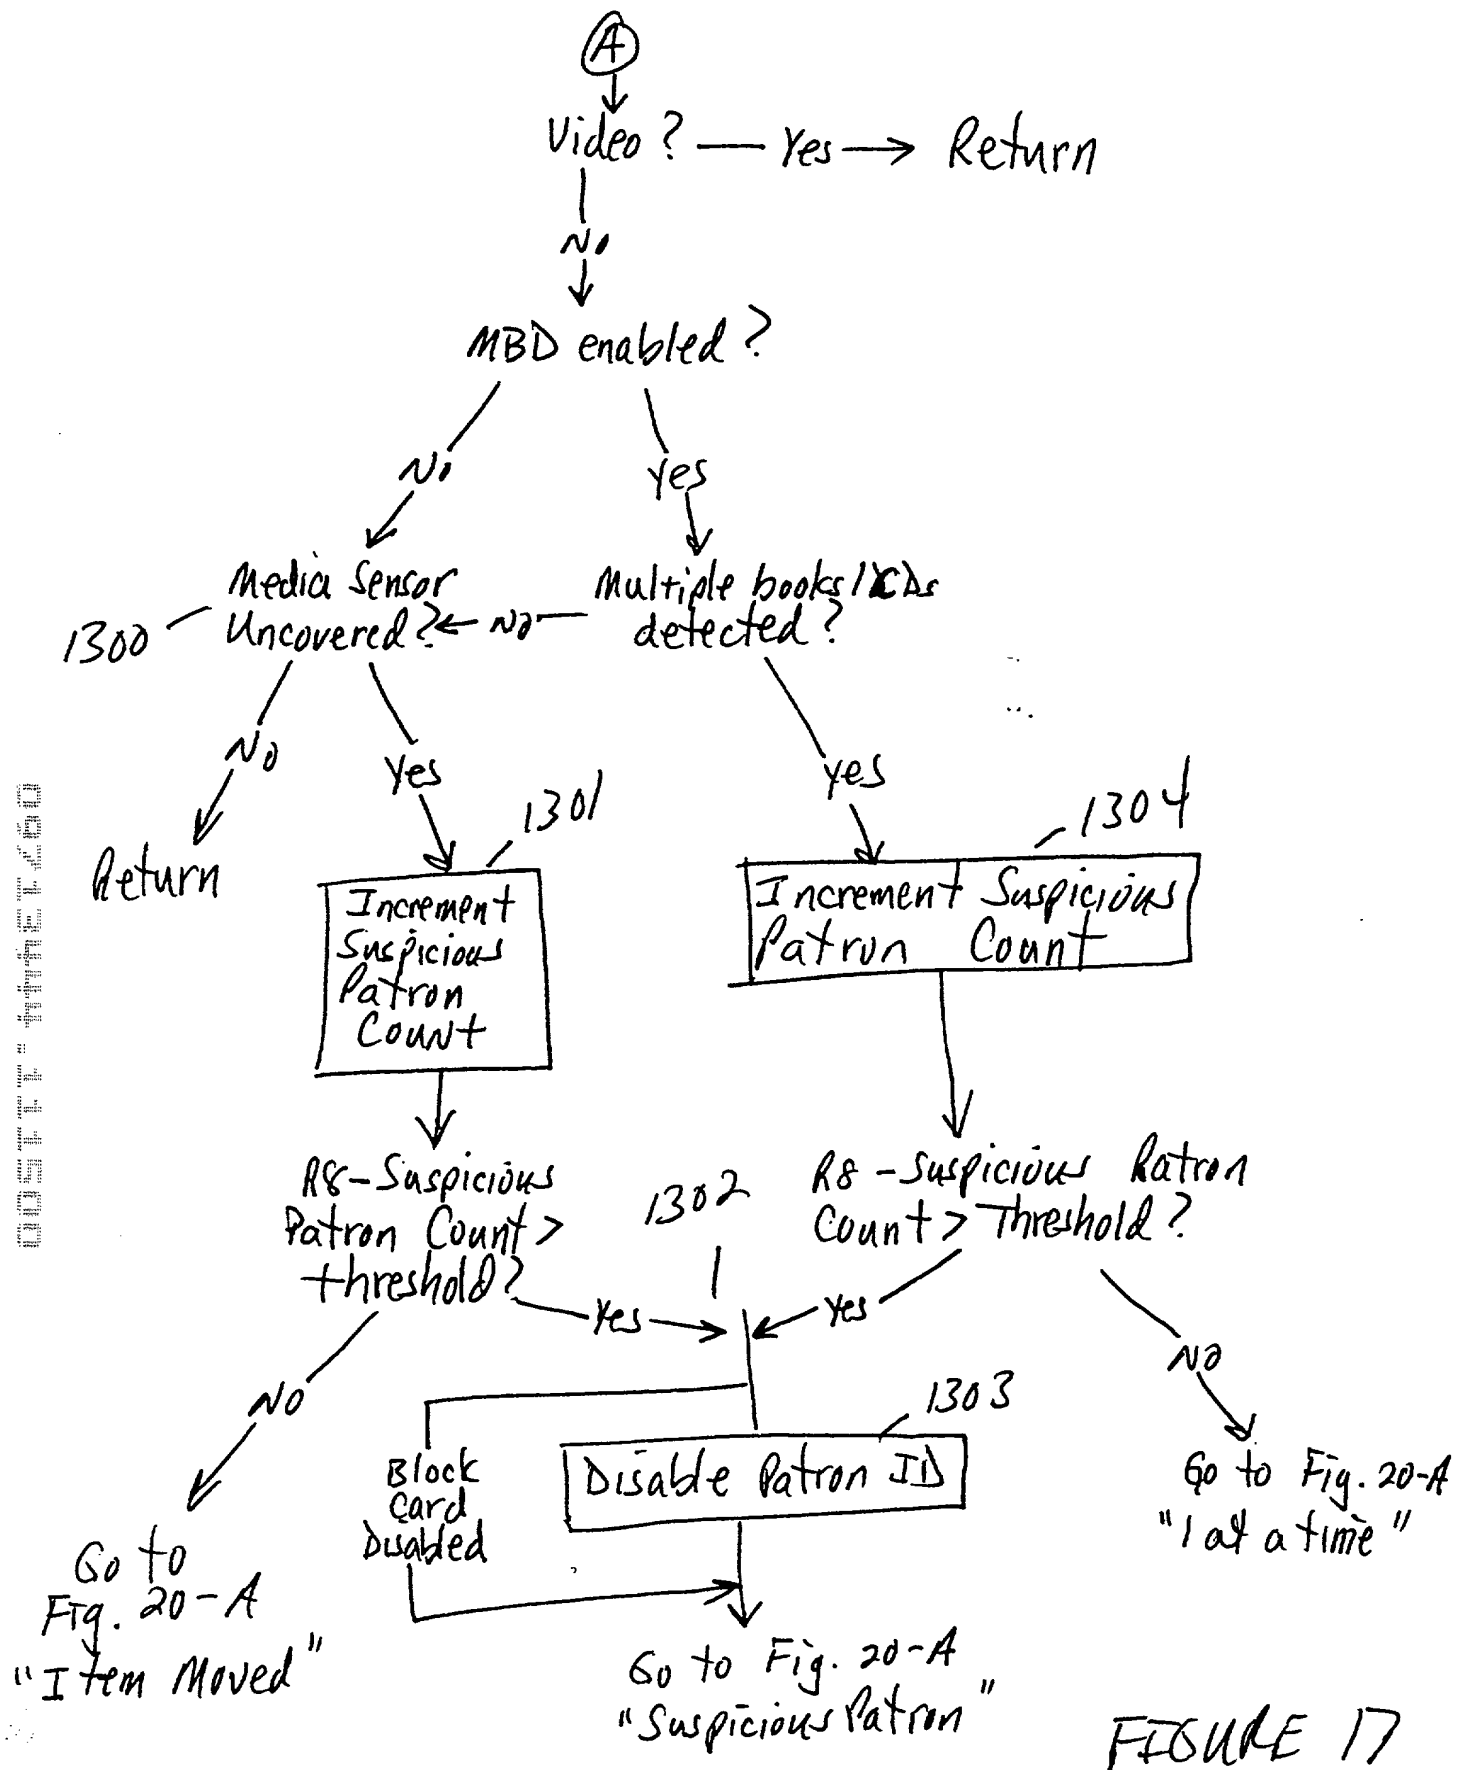 A
Video? Yes Return
No
MBD enabled?
No
Yes
Media Sensor
Uncovered?
1300
No
Multiple books/CDs
detected?
No
Yes
Yes
1301
1304
Return
Increment
Suspicious
Patron
Count
Increment Suspicious
Patron Count
R8-Suspicious
Patron Count >
threshold?
1302
R8-Suspicious Patron
Count > Threshold?
Yes
Yes
No
No
1303
Block
Card
Disabled
Disable Patron ID
Go to Fig. 20-A
"1 at a time"
Go to
Fig. 20-A
"Item Moved"
Go to Fig. 20-A
"Suspicious Patron"
FIGURE 17